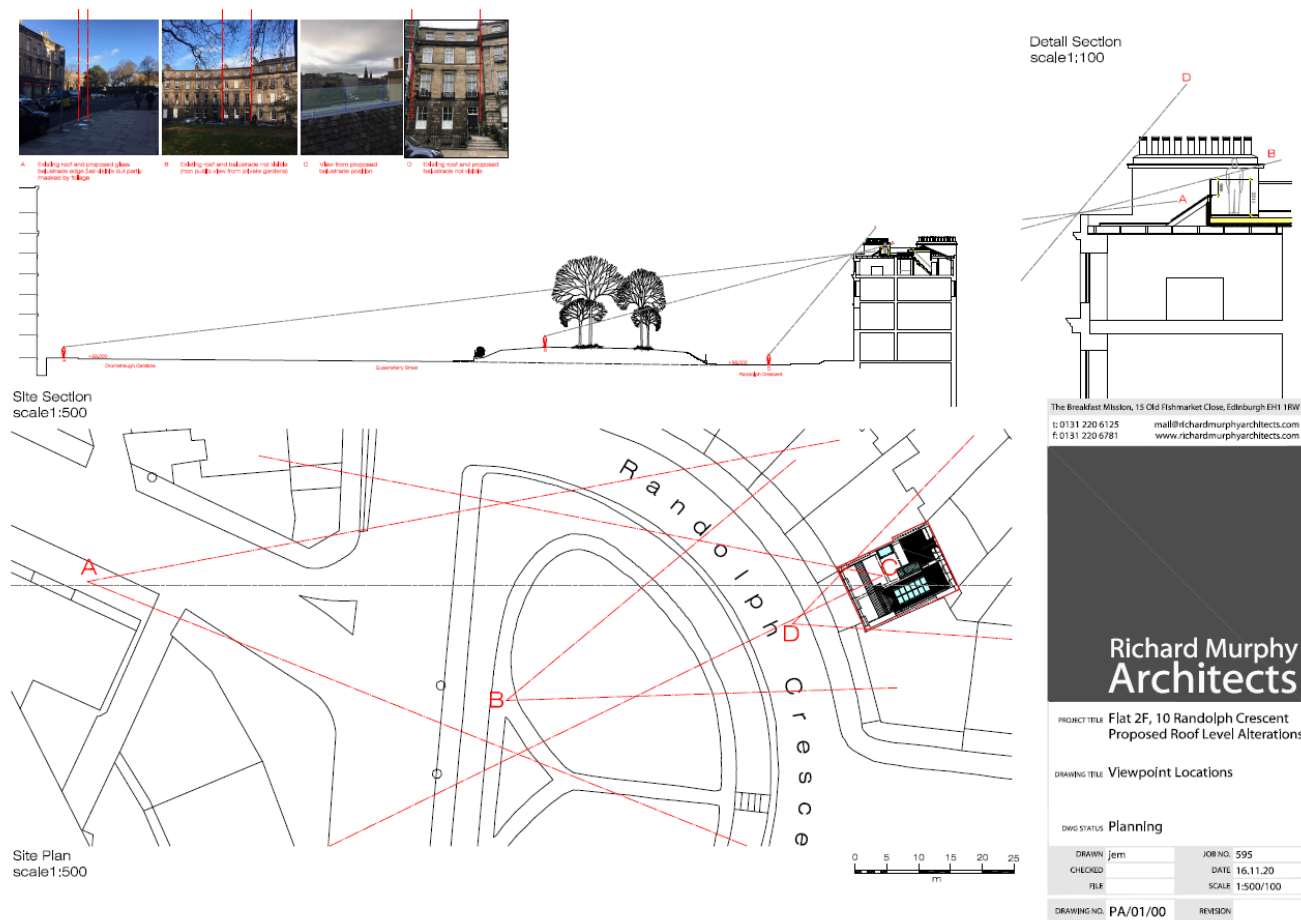 A
Existing roof and proposed glass
balustrade edge just visible but partly
masked by foliage
B
Existing roof and balustrade not visible
(non public view from private gardens)
C
View from proposed
balustrade position
D
Existing roof and proposed
balustrade not visible
Detail Section
scale1:100
D
B
A
Drumsheugh Gardens
Queensferry Street
Randolph Crescent
Site Section
scale1:500
Randolph Crescent
A
B
C
D
Site Plan
scale1:500
0 5 10 15 20 25
m
The Breakfast Mission, 15 Old Fishmarket Close, Edinburgh EH1 1RW
t: 0131 220 6125 mail@richardmurphyarchitects.com
f: 0131 220 6781 www.richardmurphyarchitects.com
Richard Murphy
Architects
PROJECT TITLE Flat 2F, 10 Randolph Crescent
Proposed Roof Level Alterations
DRAWING TITLE Viewpoint Locations
DWG STATUS Planning
DRAWN jem JOB NO. 595
CHECKED DATE 16.11.20
FILE SCALE 1:500/100
DRAWING NO. PA/01/00 REVISION